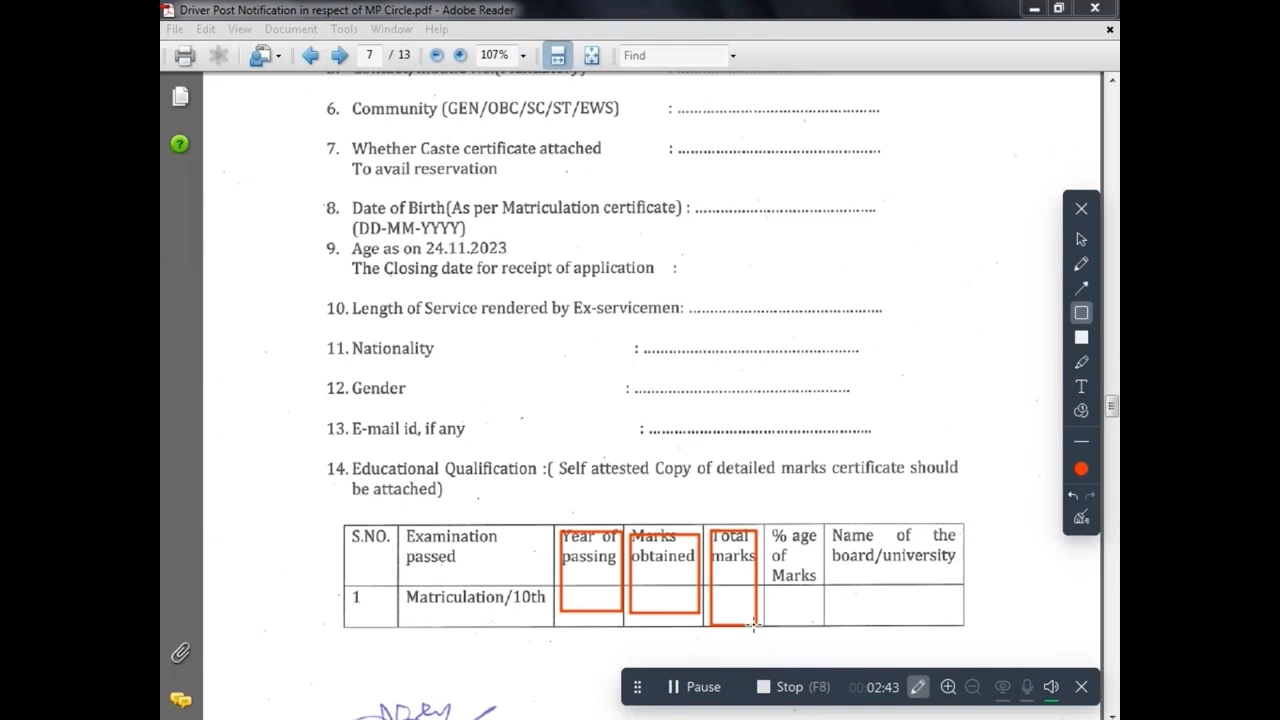 Driver Post Notification in respect of MP Circle.pdf - Adobe Reader
File Edit View Document Tools Window Help
7 / 13 107% Find
6. Community (GEN/OBC/SC/ST/EWS) : ........................................
7. Whether Caste certificate attached : ........................................
To avail reservation
8. Date of Birth(As per Matriculation certificate) : ........................................
(DD-MM-YYYY)
9. Age as on 24.11.2023
The Closing date for receipt of application :
10. Length of Service rendered by Ex-servicemen: ........................................
11. Nationality : ........................................
12. Gender : ........................................
13. E-mail id, if any : ........................................
14. Educational Qualification :( Self attested Copy of detailed marks certificate should
be attached)
S.NO. Examination passed Year of passing Marks obtained Total marks % age of Marks Name of the board/university
1 Matriculation/10th
Pause Stop (F8) 00:02:43